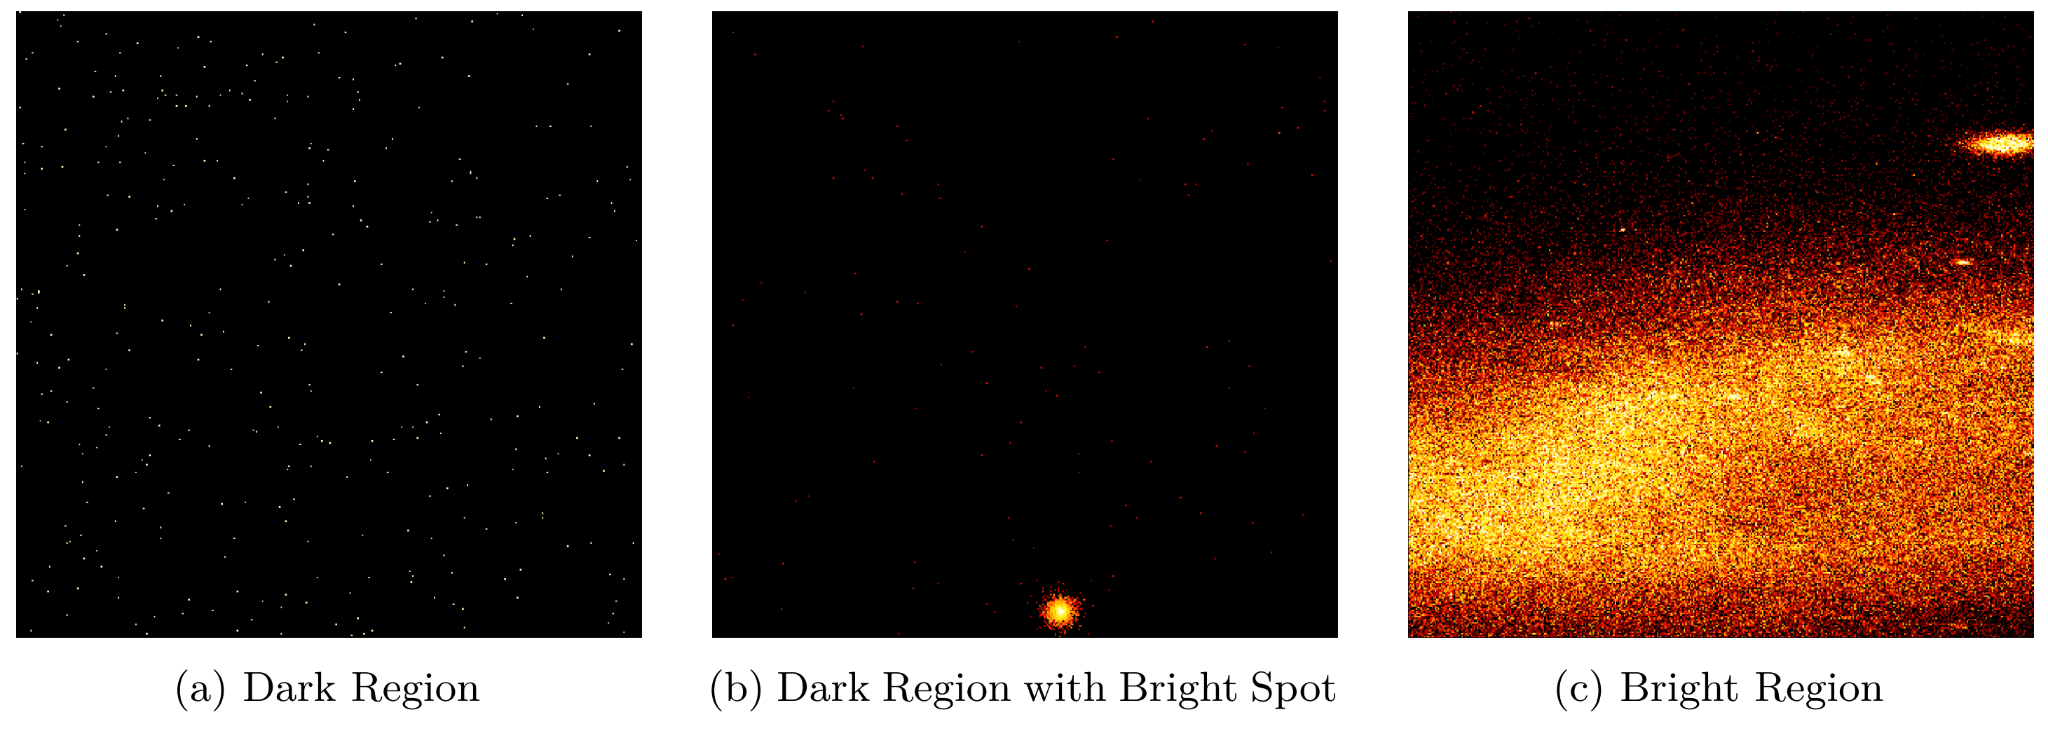 (a) Dark Region
(b) Dark Region with Bright Spot
(c) Bright Region